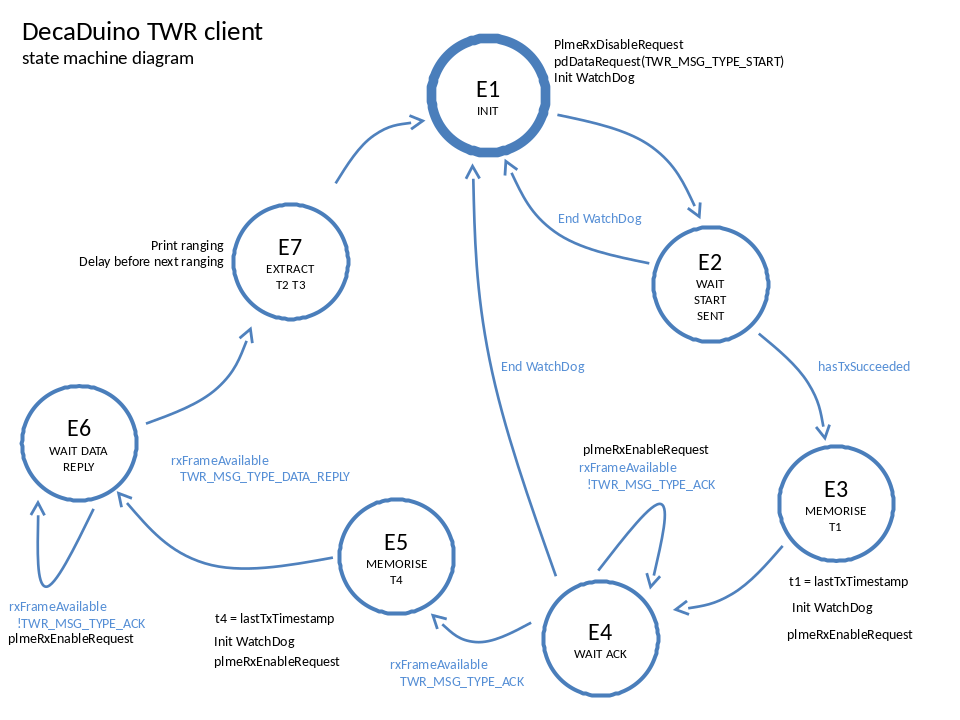 DecaDuino TWR client
state machine diagram
PlmeRxDisableRequest
pdDataRequest(TWR_MSG_TYPE_START)
Init WatchDog
E1
INIT
End WatchDog
E2
WAIT
START
SENT
Print ranging
Delay before next ranging
E7
EXTRACT
T2 T3
End WatchDog
hasTxSucceeded
E6
WAIT DATA
REPLY
rxFrameAvailable
TWR_MSG_TYPE_DATA_REPLY
plmeRxEnableRequest
rxFrameAvailable
!TWR_MSG_TYPE_ACK
E3
MEMORISE
T1
E5
MEMORISE
T4
t1 = lastTxTimestamp
Init WatchDog
plmeRxEnableRequest
rxFrameAvailable
!TWR_MSG_TYPE_ACK
plmeRxEnableRequest
t4 = lastTxTimestamp
Init WatchDog
plmeRxEnableRequest
E4
WAIT ACK
rxFrameAvailable
TWR_MSG_TYPE_ACK